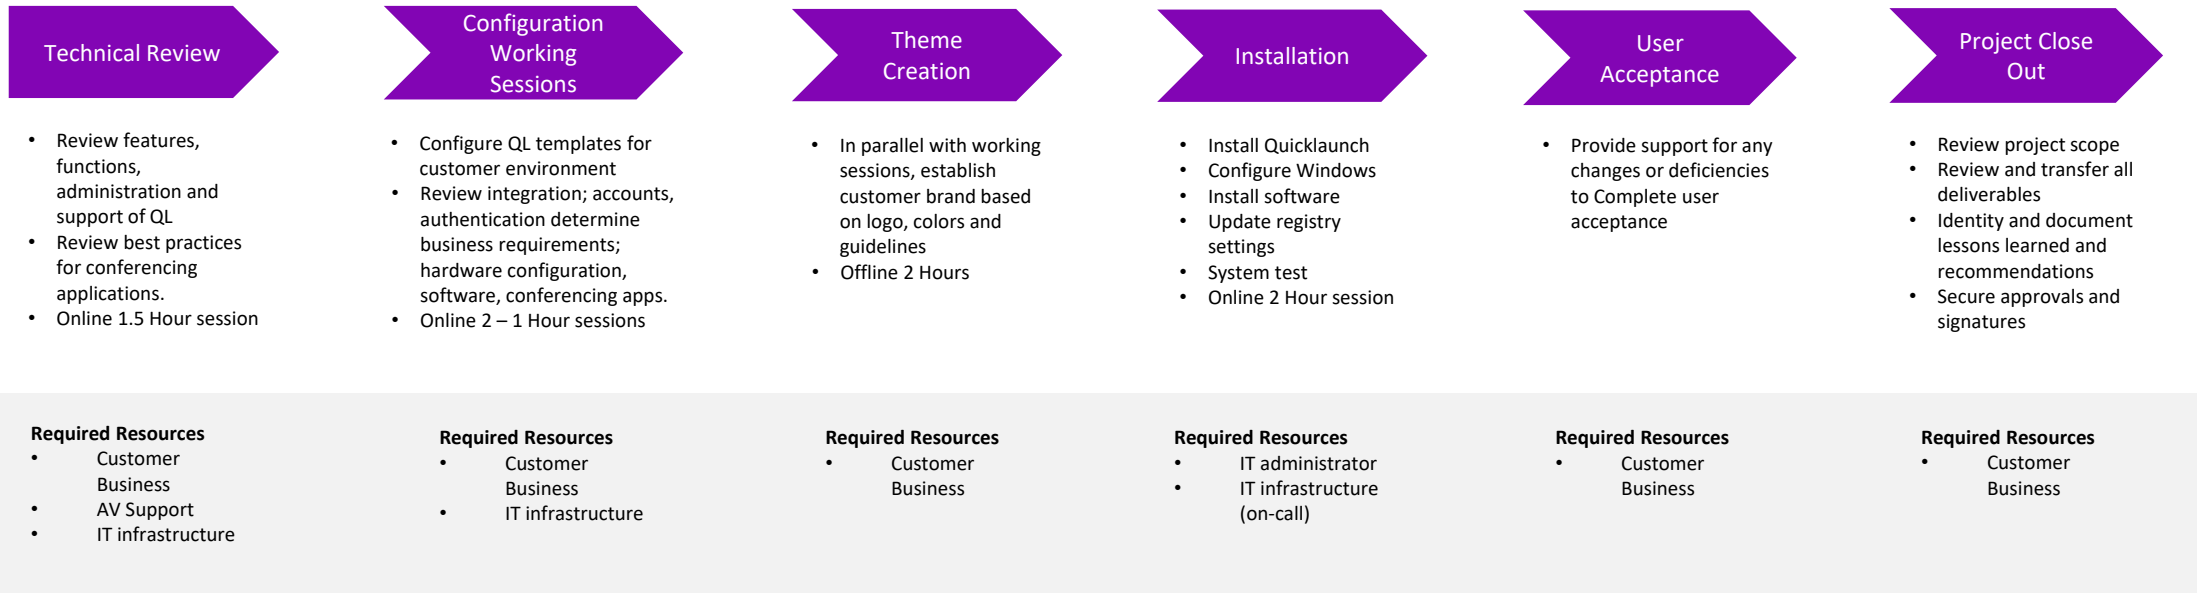 Technical Review
• Review features,
functions,
administration and
support of QL
• Review best practices
for conferencing
applications.
• Online 1.5 Hour session
Required Resources
• Customer
Business
• AV Support
• IT infrastructure
Configuration
Working
Sessions
• Configure QL templates for
customer environment
• Review integration; accounts,
authentication determine
business requirements;
hardware configuration,
software, conferencing apps.
• Online 2 – 1 Hour sessions
Required Resources
• Customer
Business
• IT infrastructure
Theme
Creation
• In parallel with working
sessions, establish
customer brand based
on logo, colors and
guidelines
• Offline 2 Hours
Required Resources
• Customer
Business
Installation
• Install Quicklaunch
• Configure Windows
• Install software
• Update registry
settings
• System test
• Online 2 Hour session
Required Resources
• IT administrator
• IT infrastructure
(on-call)
User
Acceptance
• Provide support for any
changes or deficiencies
to Complete user
acceptance
Required Resources
• Customer
Business
Project Close
Out
• Review project scope
• Review and transfer all
deliverables
• Identity and document
lessons learned and
recommendations
• Secure approvals and
signatures
Required Resources
• Customer
Business